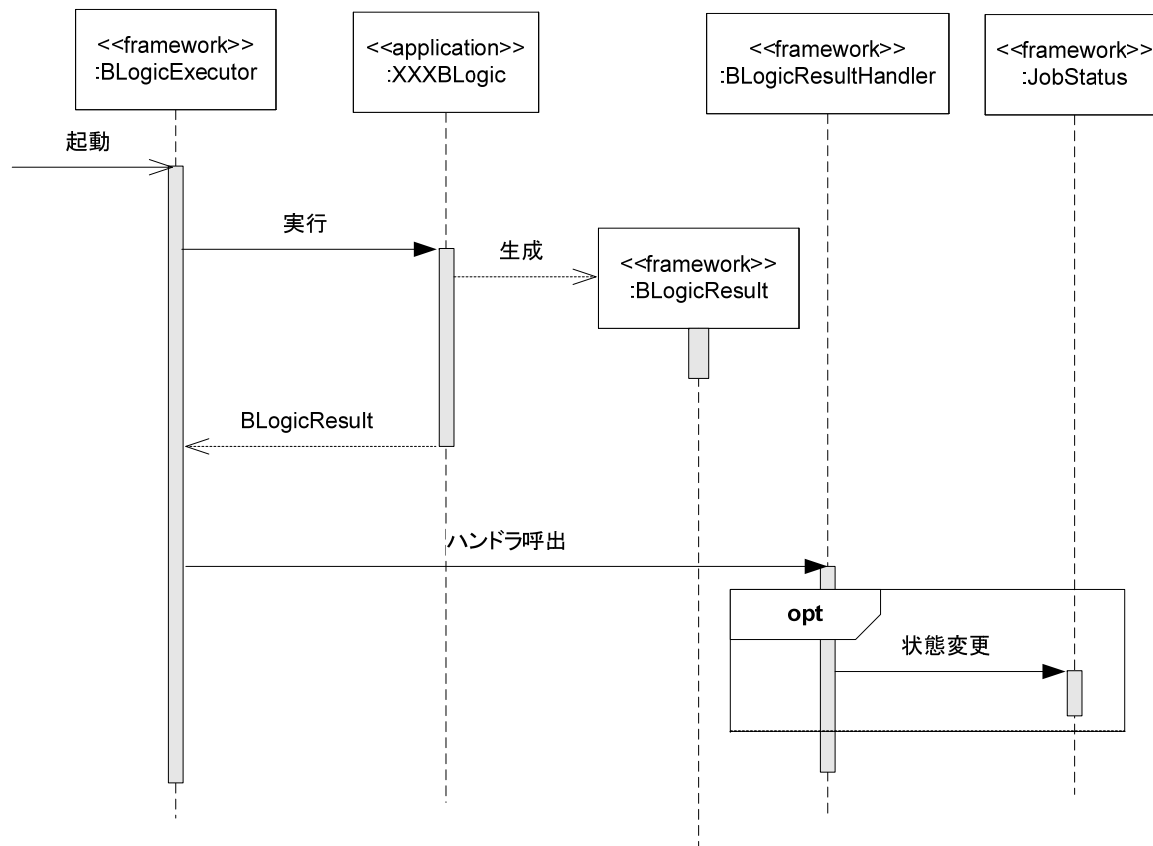 <<framework>>
:BLogicExecutor
<<application>>
:XXXBLogic
<<framework>>
:BLogicResultHandler
<<framework>>
:JobStatus
起動
実行
生成
<<framework>>
:BLogicResult
BLogicResult
ハンドラ呼出
opt
状態変更